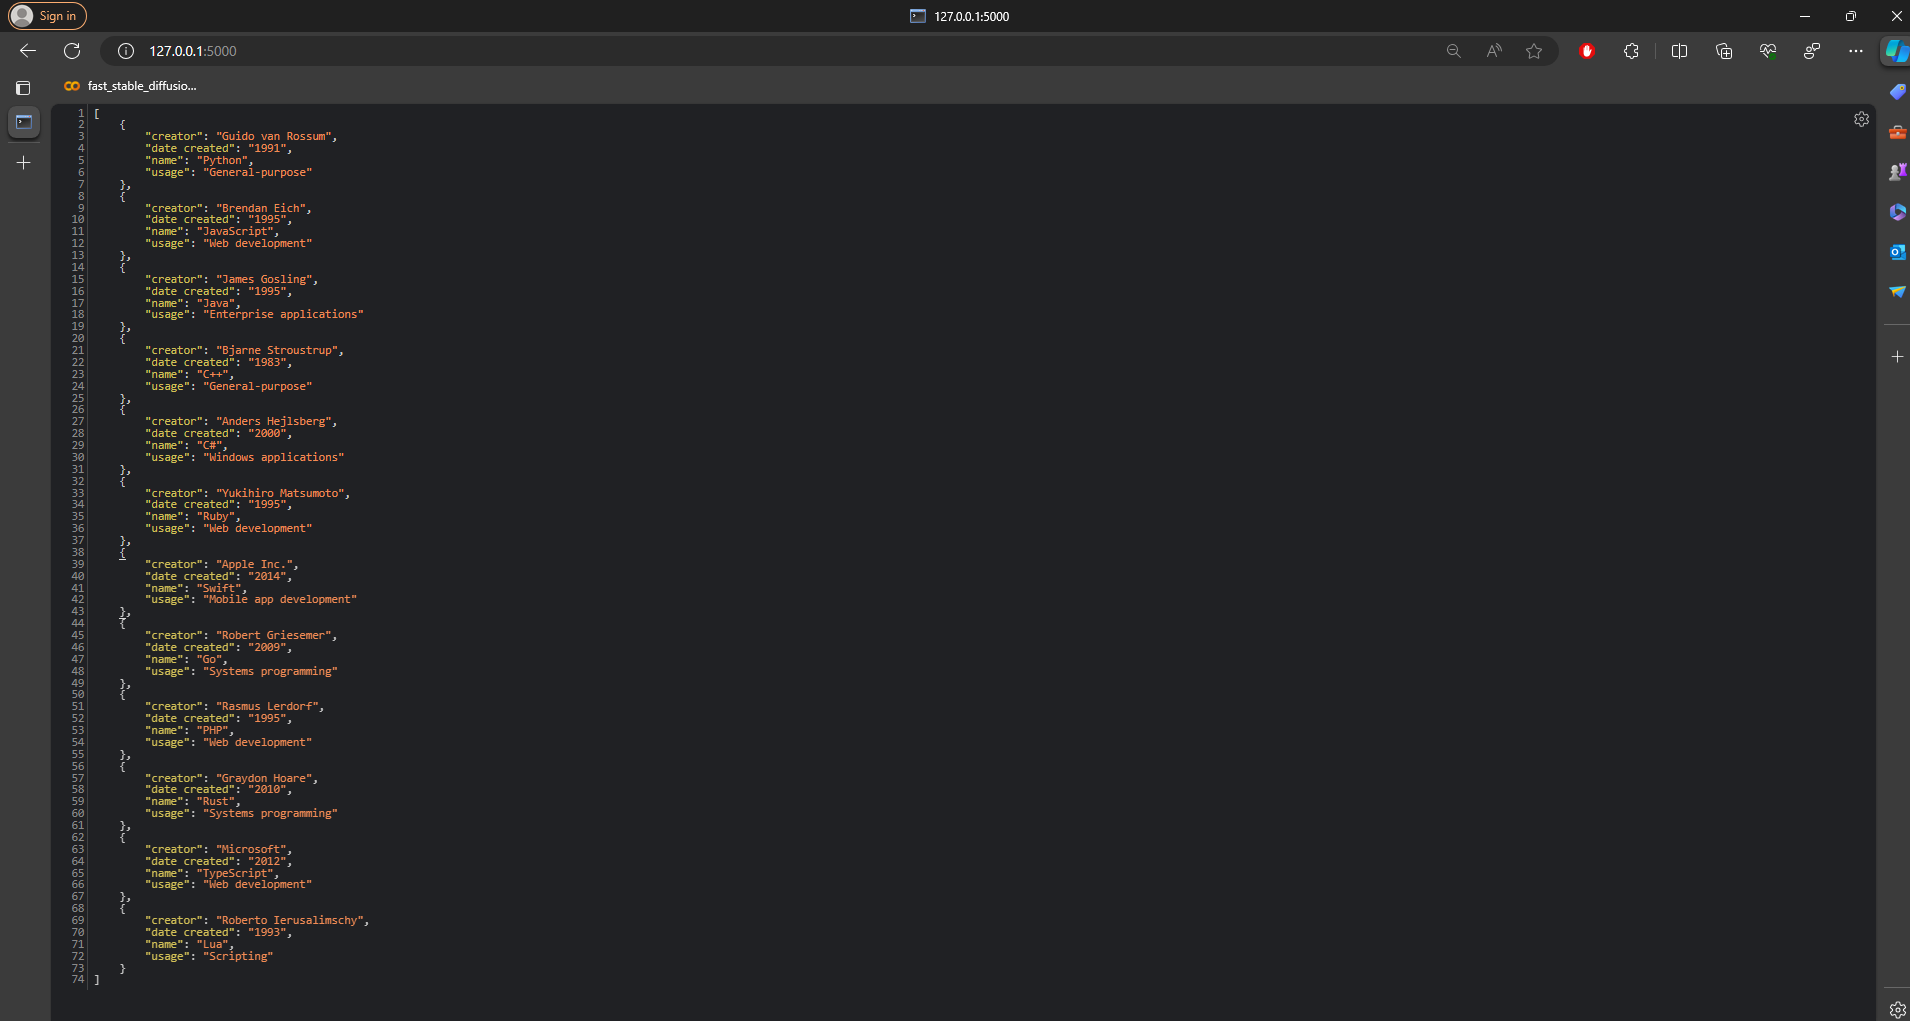 Sign in
127.0.0.1:5000
127.0.0.1:5000
fast_stable_diffusio...
1 [
2 {
3 "creator": "Guido van Rossum",
4 "date created": "1991",
5 "name": "Python",
6 "usage": "General-purpose"
7 },
8 {
9 "creator": "Brendan Eich",
10 "date created": "1995",
11 "name": "JavaScript",
12 "usage": "Web development"
13 },
14 {
15 "creator": "James Gosling",
16 "date created": "1995",
17 "name": "Java",
18 "usage": "Enterprise applications"
19 },
20 {
21 "creator": "Bjarne Stroustrup",
22 "date created": "1983",
23 "name": "C++",
24 "usage": "General-purpose"
25 },
26 {
27 "creator": "Anders Hejlsberg",
28 "date created": "2000",
29 "name": "C#",
30 "usage": "Windows applications"
31 },
32 {
33 "creator": "Yukihiro Matsumoto",
34 "date created": "1995",
35 "name": "Ruby",
36 "usage": "Web development"
37 },
38 {
39 "creator": "Apple Inc.",
40 "date created": "2014",
41 "name": "Swift",
42 "usage": "Mobile app development"
43 },
44 {
45 "creator": "Robert Griesemer",
46 "date created": "2009",
47 "name": "Go",
48 "usage": "Systems programming"
49 },
50 {
51 "creator": "Rasmus Lerdorf",
52 "date created": "1995",
53 "name": "PHP",
54 "usage": "Web development"
55 },
56 {
57 "creator": "Graydon Hoare",
58 "date created": "2010",
59 "name": "Rust",
60 "usage": "Systems programming"
61 },
62 {
63 "creator": "Microsoft",
64 "date created": "2012",
65 "name": "TypeScript",
66 "usage": "Web development"
67 },
68 {
69 "creator": "Roberto Ierusalimschy",
70 "date created": "1993",
71 "name": "Lua",
72 "usage": "Scripting"
73 }
74 ]